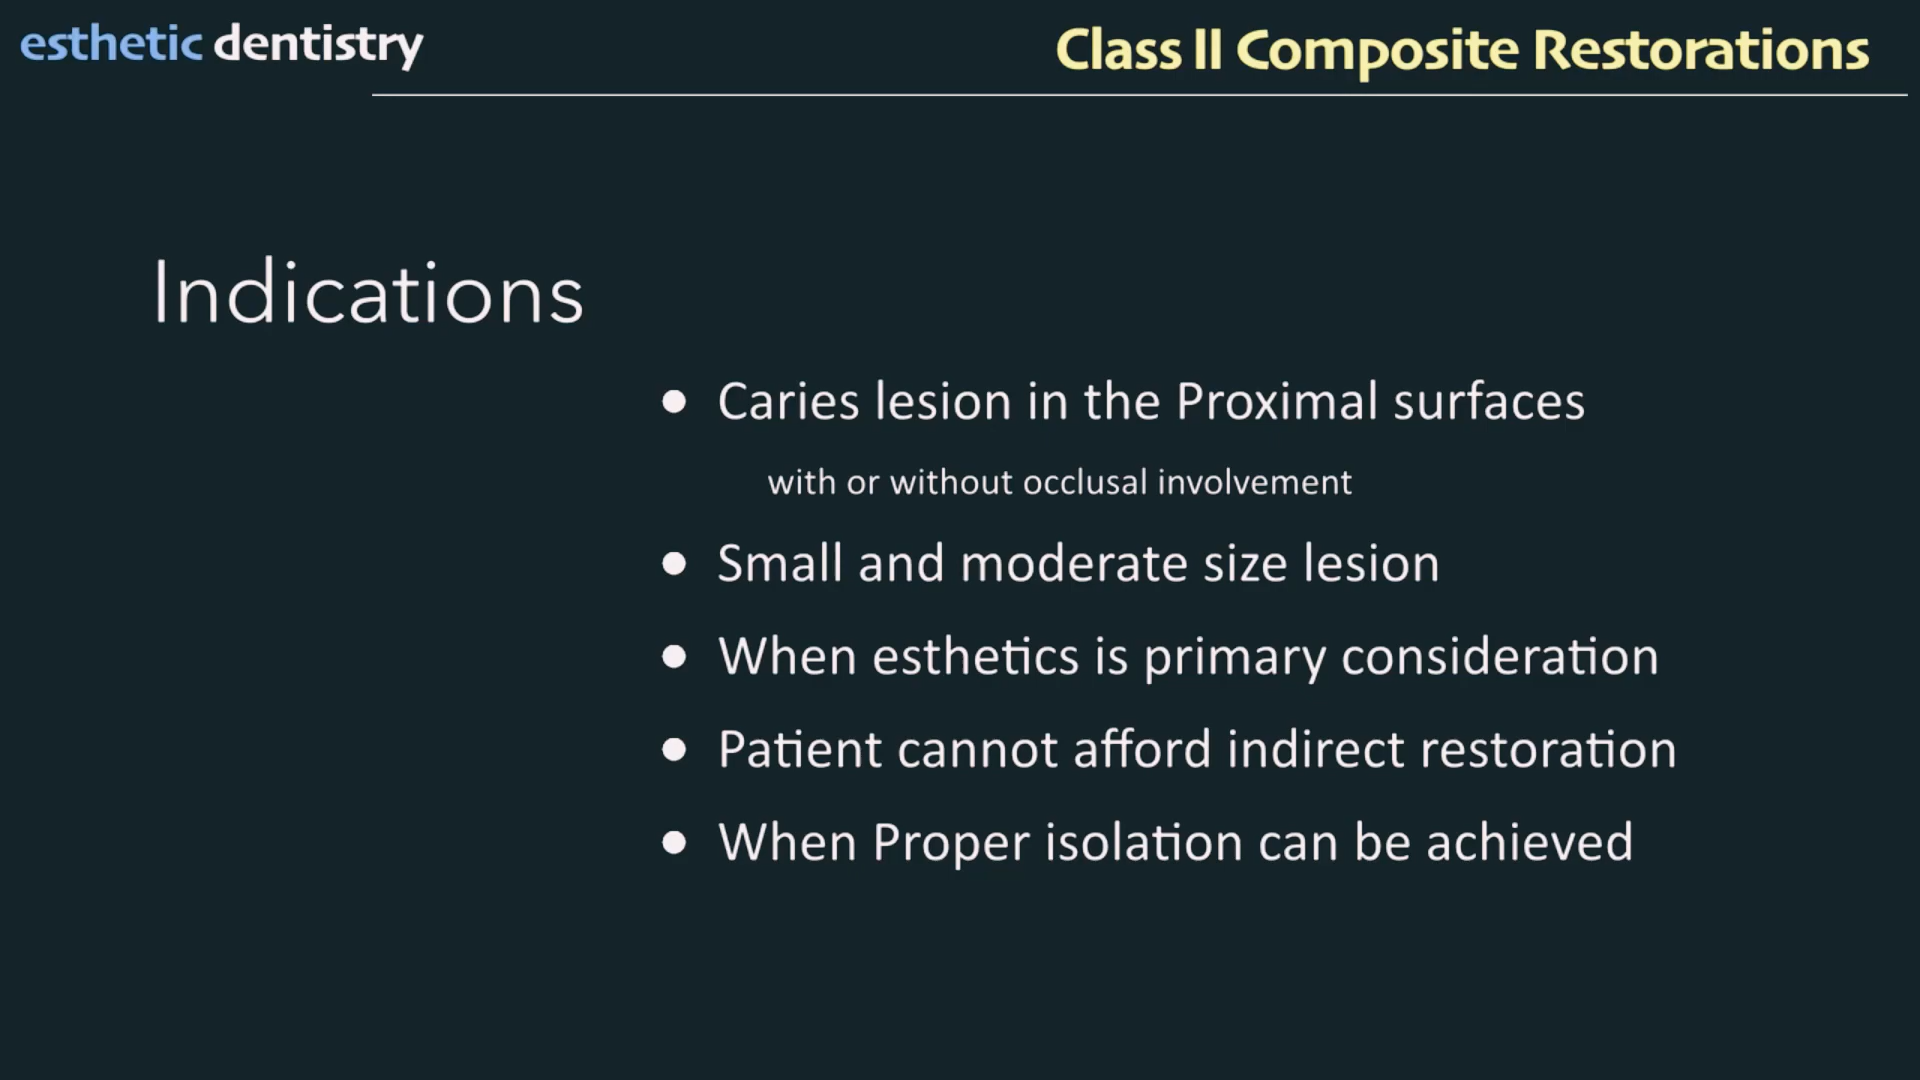 esthetic dentistry
Class II Composite Restorations
Indications
• Caries lesion in the Proximal surfaces
with or without occlusal involvement
• Small and moderate size lesion
• When esthetics is primary consideration
• Patient cannot afford indirect restoration
• When Proper isolation can be achieved